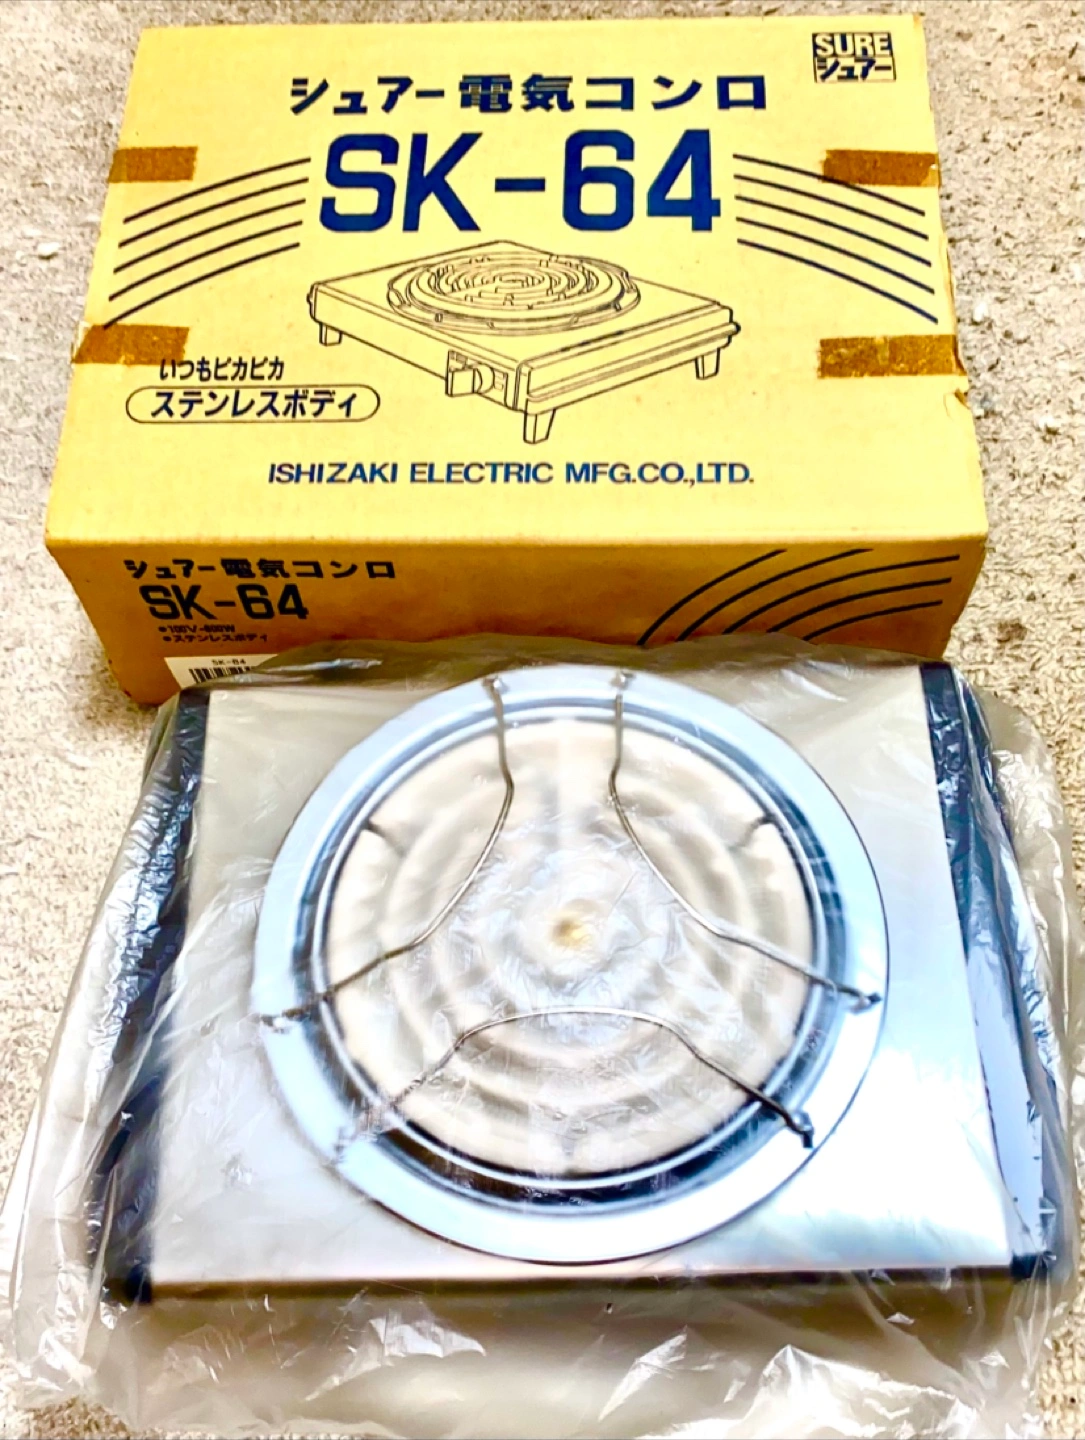 SURE
シュアー
シュアー電気コンロ
SK-64
いつもピカピカ
ステンレスボディ
ISHIZAKI ELECTRIC MFG.CO.,LTD.
シュアー電気コンロ
SK-64
●100V-600W
●ステンレスボディ
SK-64